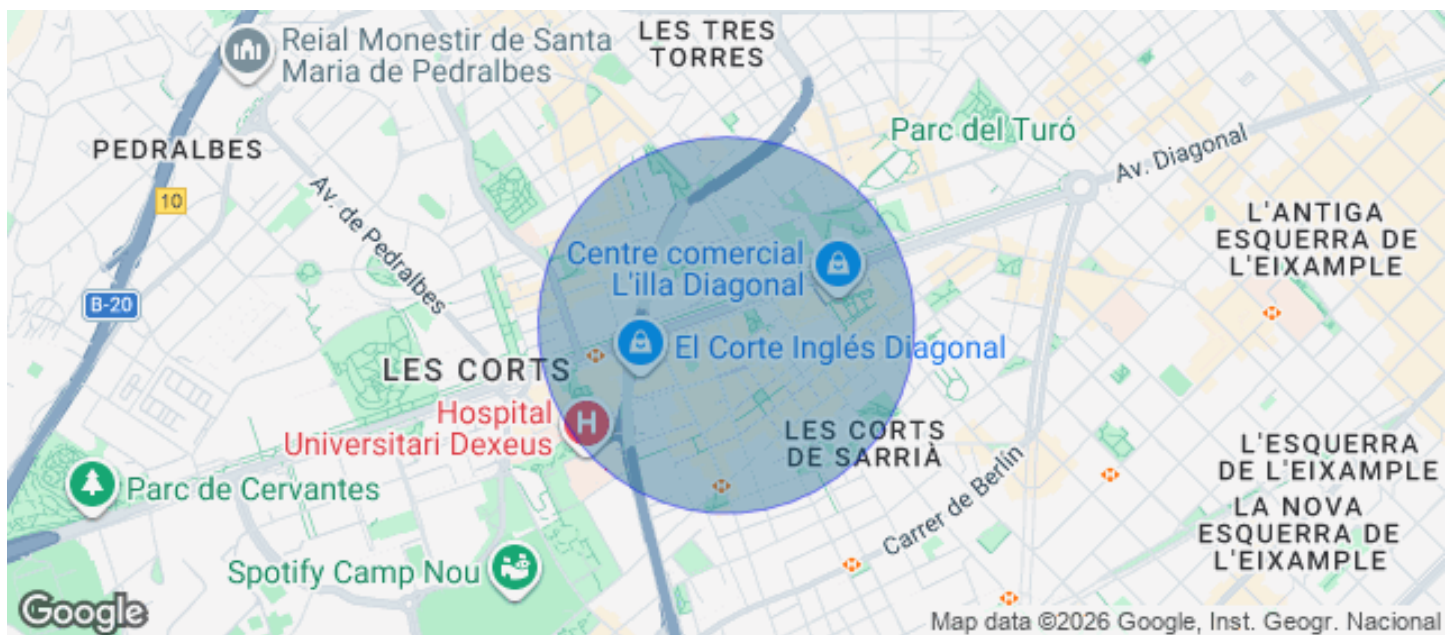 LES TRES
TORRES
Reial Monestir de Santa
Maria de Pedralbes
Parc del Turó
Av. Diagonal
PEDRALBES
10
Av. de Pedralbes
L'ANTIGA
ESQUERRA DE
L'EIXAMPLE
Centre comercial
L'illa Diagonal
B-20
El Corte Inglés Diagonal
LES CORTS
Hospital
Universitari Dexeus
H
LES CORTS
DE SARRIÀ
L'ESQUERRA
DE L'EIXAMPLE
Parc de Cervantes
Carrer de Berlín
LA NOVA
ESQUERRA DE
L'EIXAMPLE
Spotify Camp Nou
Google
Map data ©2026 Google, Inst. Geogr. Nacional